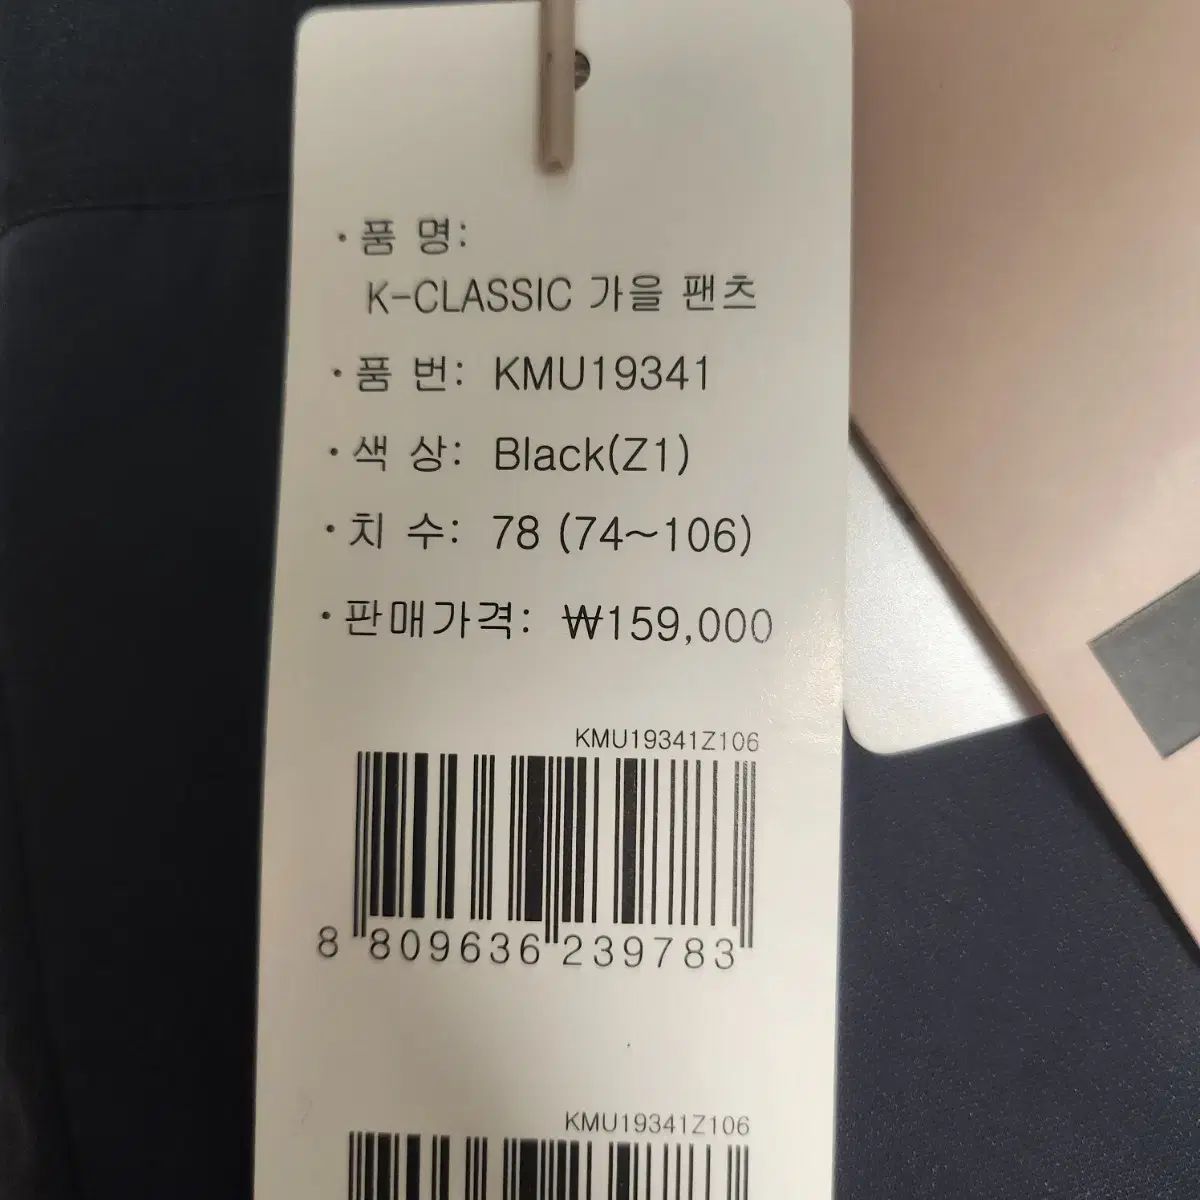 · 품 명:
K-CLASSIC 가을 팬츠
· 품 번: KMU19341
· 색 상: Black(Z1)
· 치 수: 78 (74~106)
· 판매가격: ₩159,000
KMU19341Z106
8 809636 239783
KMU19341Z106